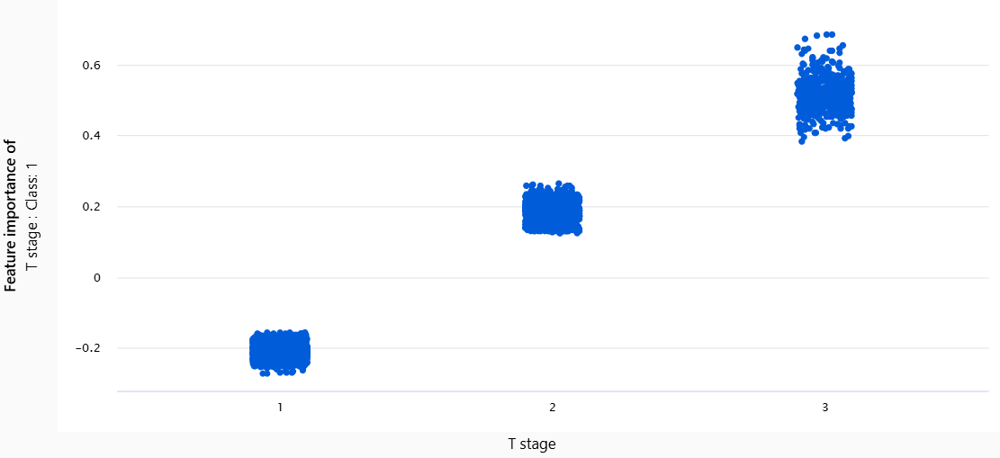 Feature importance of
T stage : Class: 1
0.6
0.4
0.2
0
−0.2
1
2
3
T stage